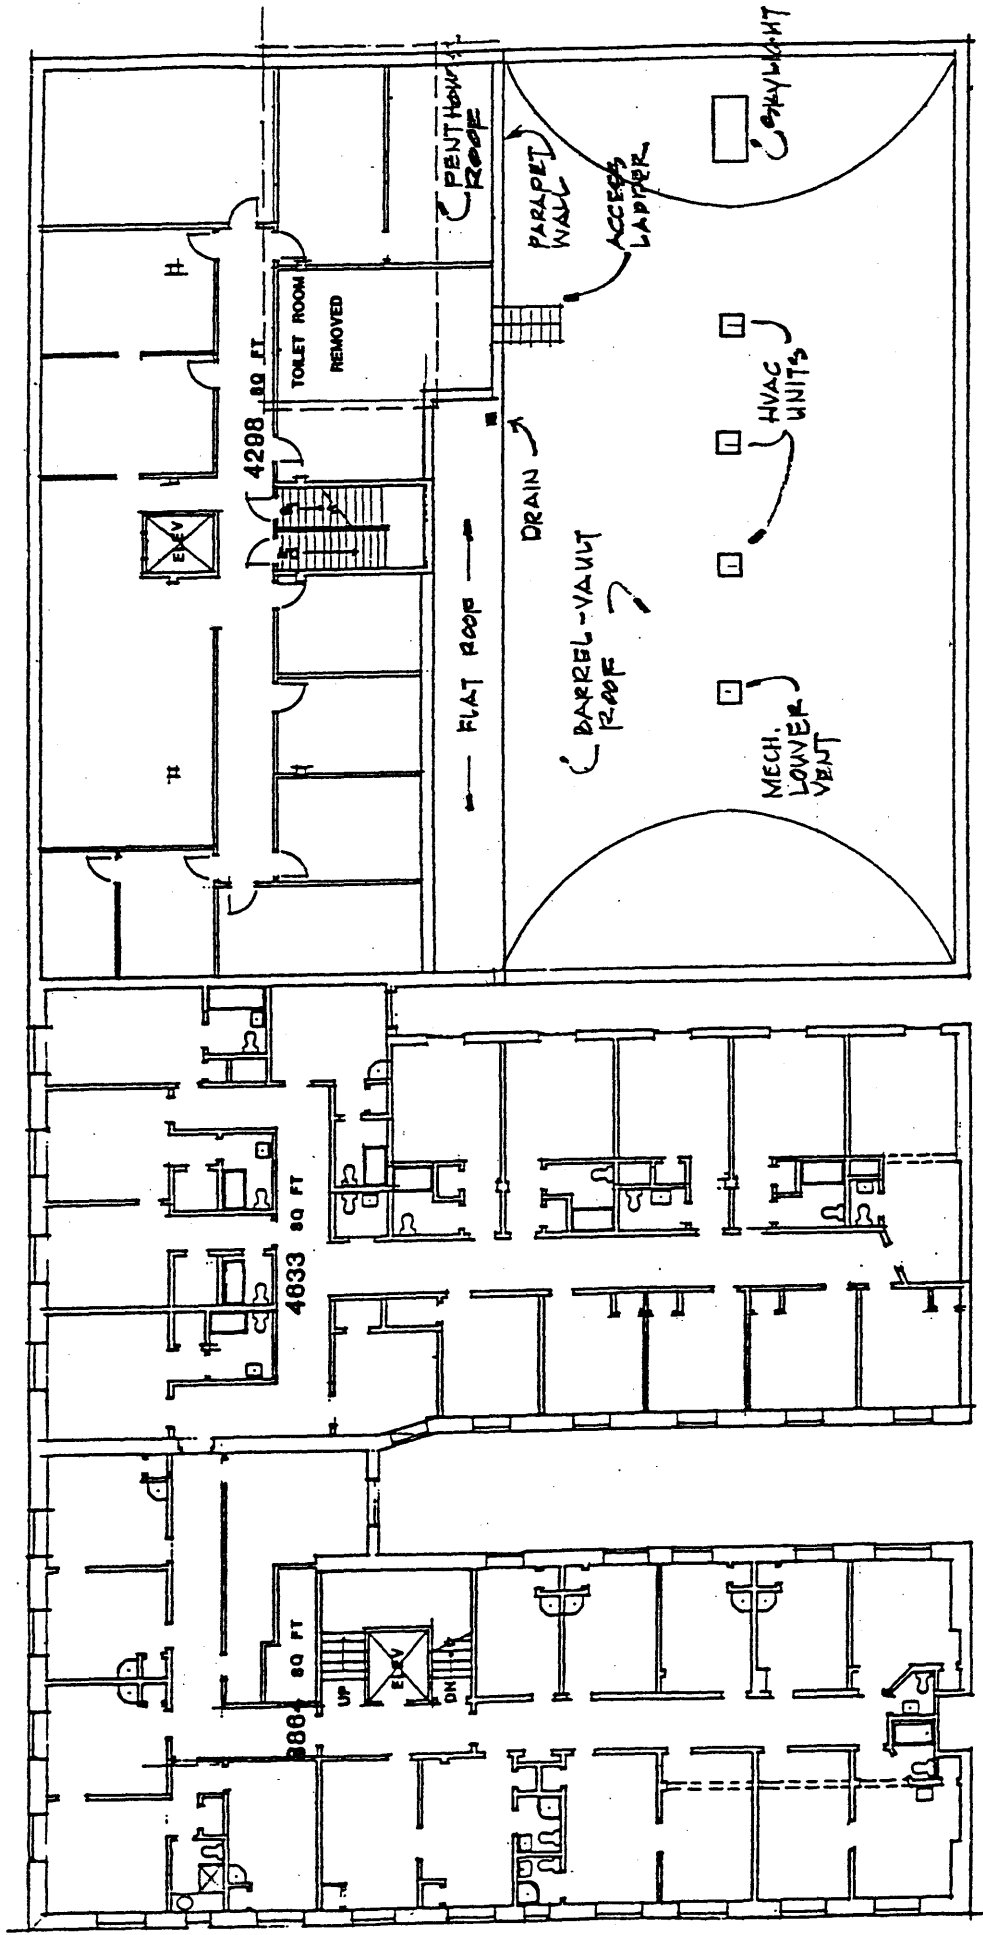 ELEV
4298 SQ FT
TOILET ROOM
REMOVED
4633 SQ FT
SQ FT
UP
ELEV
DN
PENTHOUSE
ROOF
FLAT ROOF
DRAIN
PARAPET
WALL
ACCESS
LADDER
BARREL-VAULT
ROOF
SKYLIGHT
HVAC
UNITS
MECH.
LOUVER
VENT